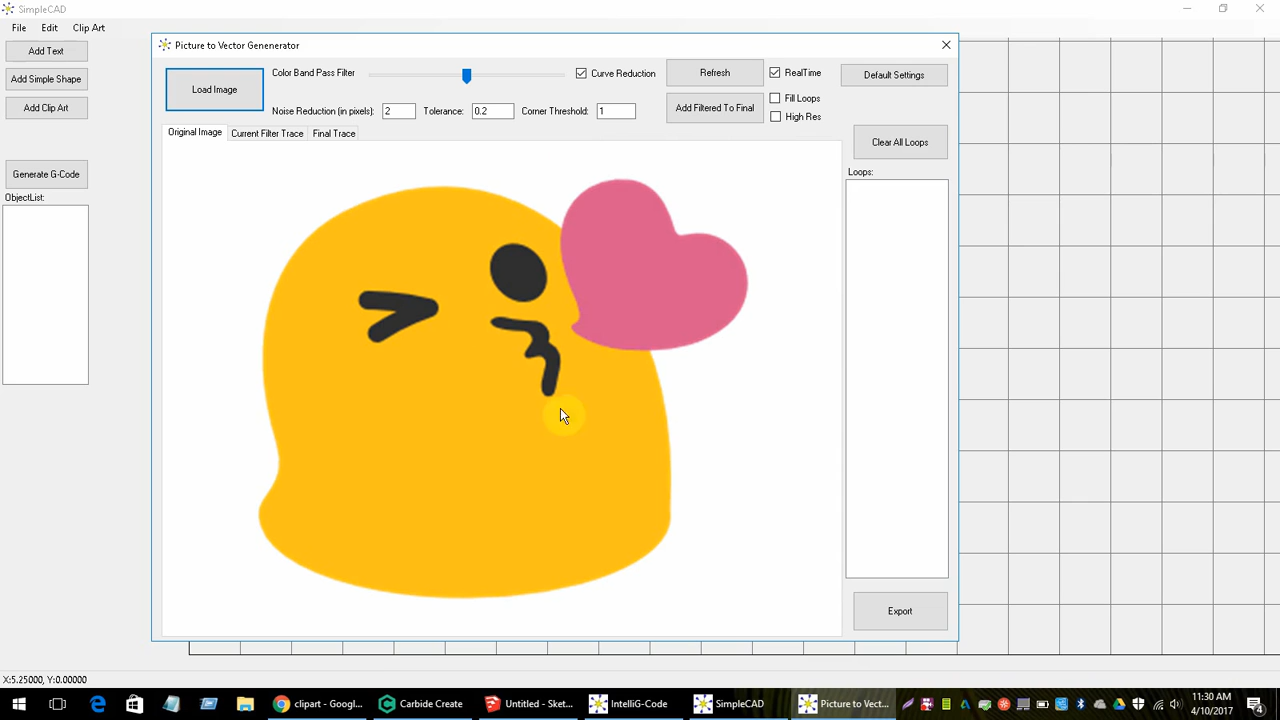 SimpleCAD
File Edit Clip Art
Add Text
Add Simple Shape
Add Clip Art
Generate G-Code
ObjectList:
Picture to Vector Genenerator
Load Image
Color Band Pass Filter
Curve Reduction
Refresh
RealTime
Default Settings
Noise Reduction (in pixels): 2 Tolerance: 0.2 Corner Threshold: 1
Add Filtered To Final
Fill Loops
High Res
Original Image Current Filter Trace Final Trace
Clear All Loops
Loops:
Export
X:5.25000, Y:0.00000
clipart - Googl...
Carbide Create
Untitled - Sket...
IntelliG-Code
SimpleCAD
Picture to Vect...
11:30 AM
4/10/2017